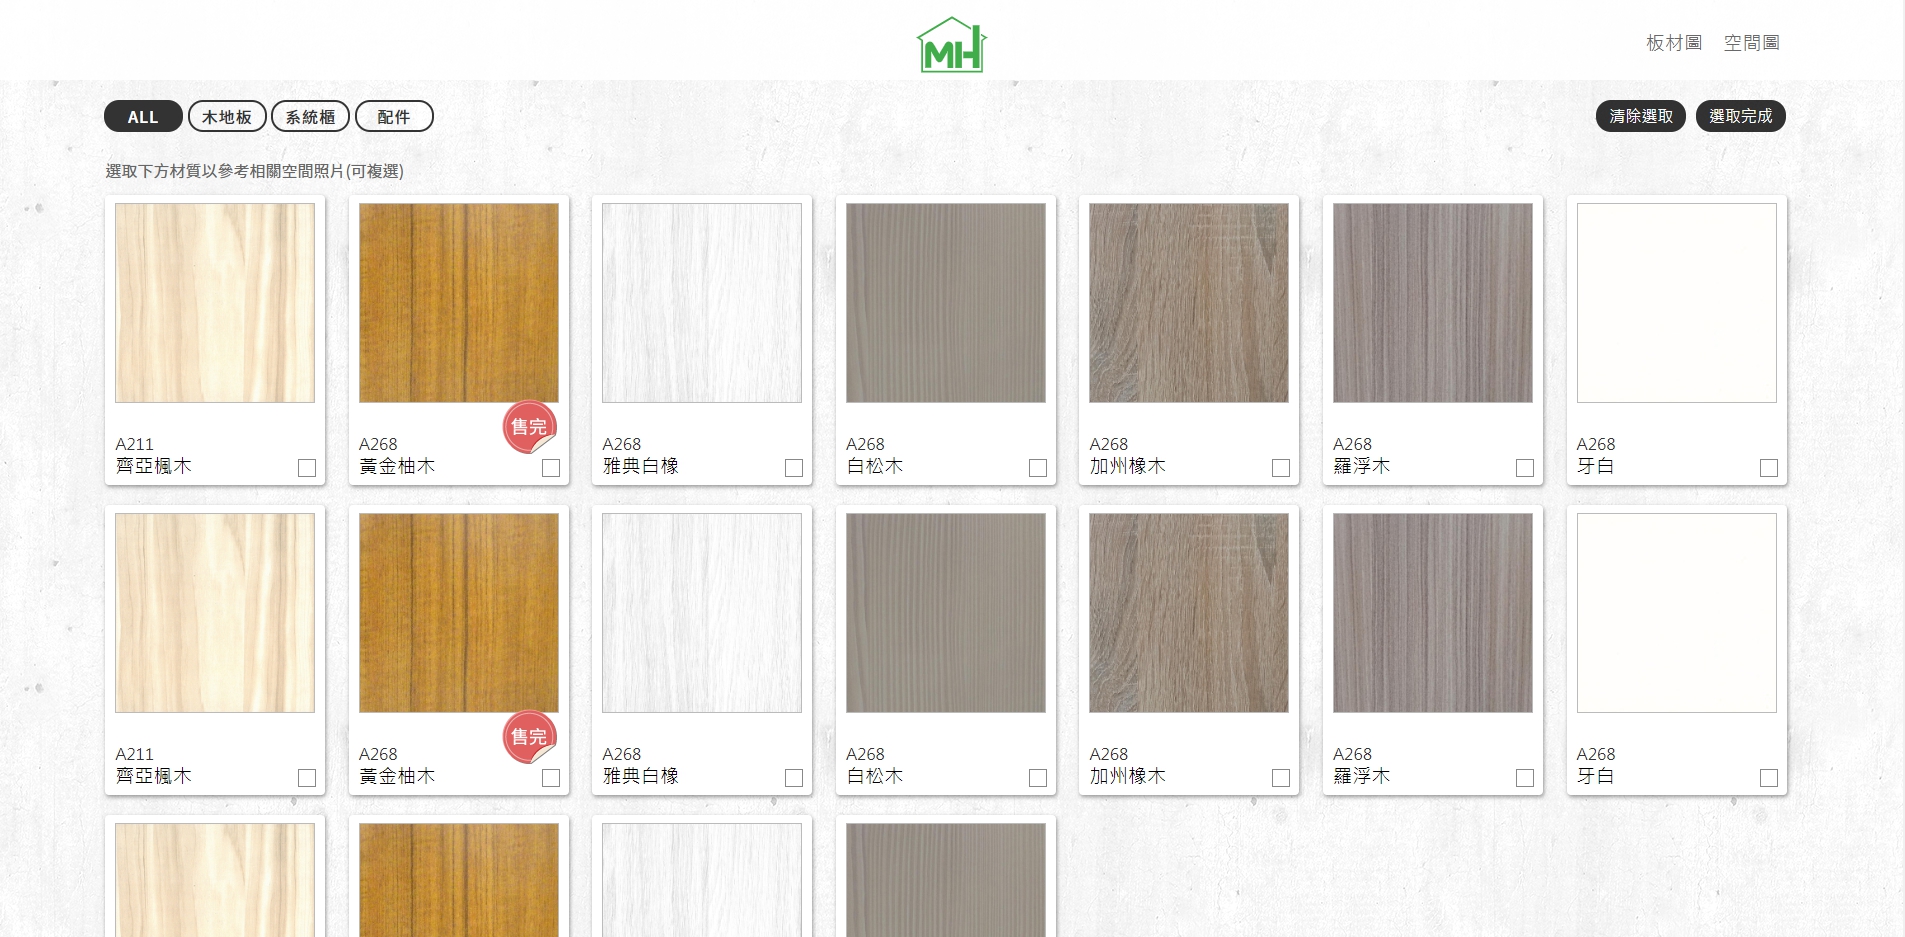 MH
板材圖 空間圖
ALL 木地板 系統櫃 配件 清除選取 選取完成
選取下方材質以參考相關空間照片(可複選)
售完
A211 A268 A268 A268 A268 A268 A268
齊亞楓木 黃金柚木 雅典白橡 白松木 加州橡木 羅浮木 牙白
售完
A211 A268 A268 A268 A268 A268 A268
齊亞楓木 黃金柚木 雅典白橡 白松木 加州橡木 羅浮木 牙白